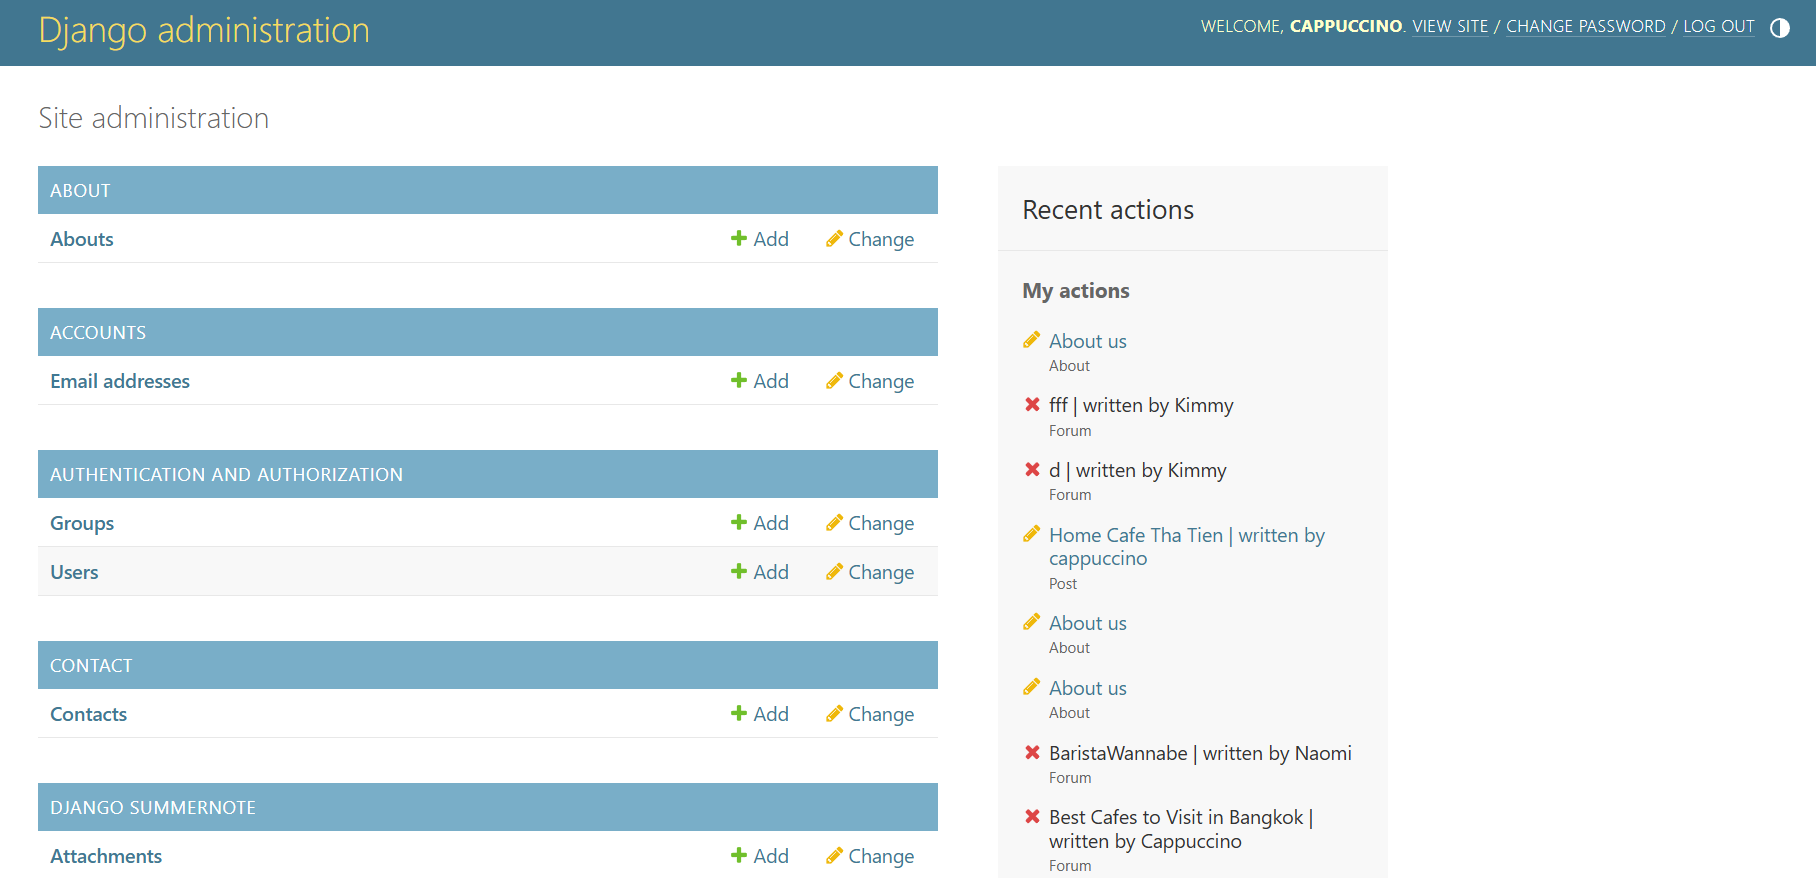 Django administration
WELCOME, CAPPUCCINO. VIEW SITE / CHANGE PASSWORD / LOG OUT
Site administration
ABOUT
Abouts Add Change
ACCOUNTS
Email addresses Add Change
AUTHENTICATION AND AUTHORIZATION
Groups Add Change
Users Add Change
CONTACT
Contacts Add Change
DJANGO SUMMERNOTE
Attachments Add Change
Recent actions
My actions
About us
About
fff | written by Kimmy
Forum
d | written by Kimmy
Forum
Home Cafe Tha Tien | written by
cappuccino
Post
About us
About
About us
About
BaristaWannabe | written by Naomi
Forum
Best Cafes to Visit in Bangkok |
written by Cappuccino
Forum